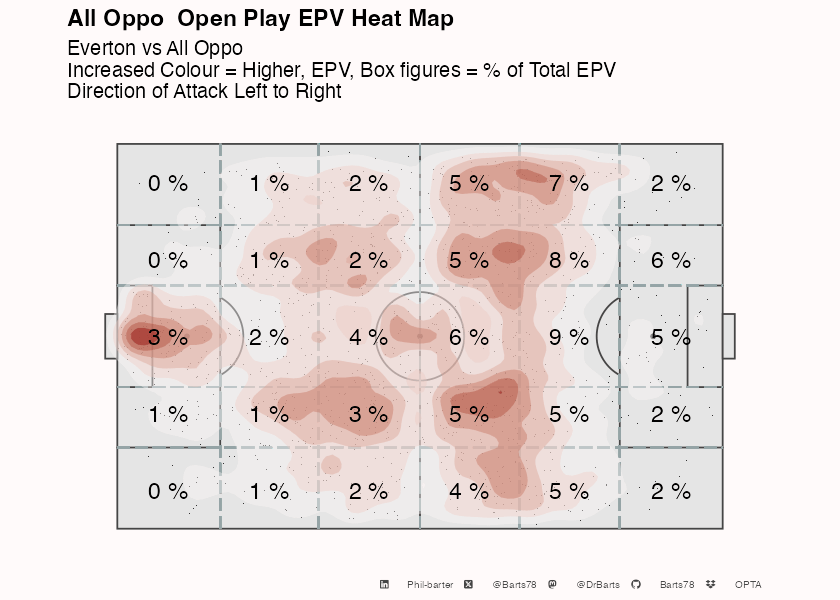 All Oppo  Open Play EPV Heat Map
Everton vs All Oppo
Increased Colour = Higher, EPV, Box figures = % of Total EPV
Direction of Attack Left to Right
0 % 1 % 2 % 5 % 7 % 2 %
0 % 1 % 2 % 5 % 8 % 6 %
3 % 2 % 4 % 6 % 9 % 5 %
1 % 1 % 3 % 5 % 5 % 2 %
0 % 1 % 2 % 4 % 5 % 2 %
Phil-barter @Barts78 @DrBarts Barts78 OPTA